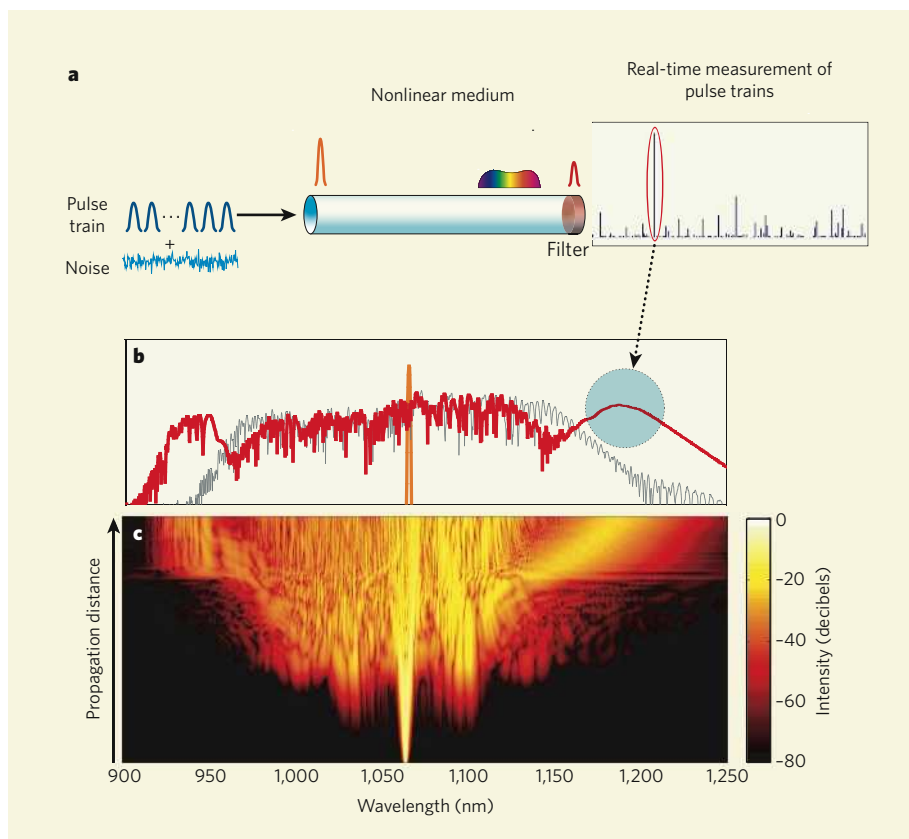 a
Nonlinear medium
Real-time measurement of
pulse trains
Pulse
train
...
+
Noise
Filter
b
c
Propagation distance
0
–20
–40
–60
–80
Intensity (decibels)
900 950 1,000 1,050 1,100 1,150 1,200 1,250
Wavelength (nm)